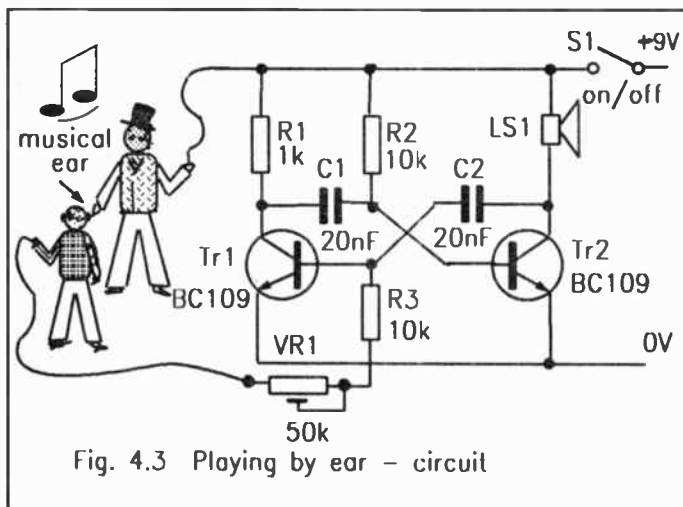 S1 +9V
on/off
musical
ear
R1
1k
R2
10k
LS1
C1
C2
20nF
20nF
Tr1
BC109
Tr2
BC109
R3
10k
VR1
0V
50k
Fig. 4.3 Playing by ear – circuit